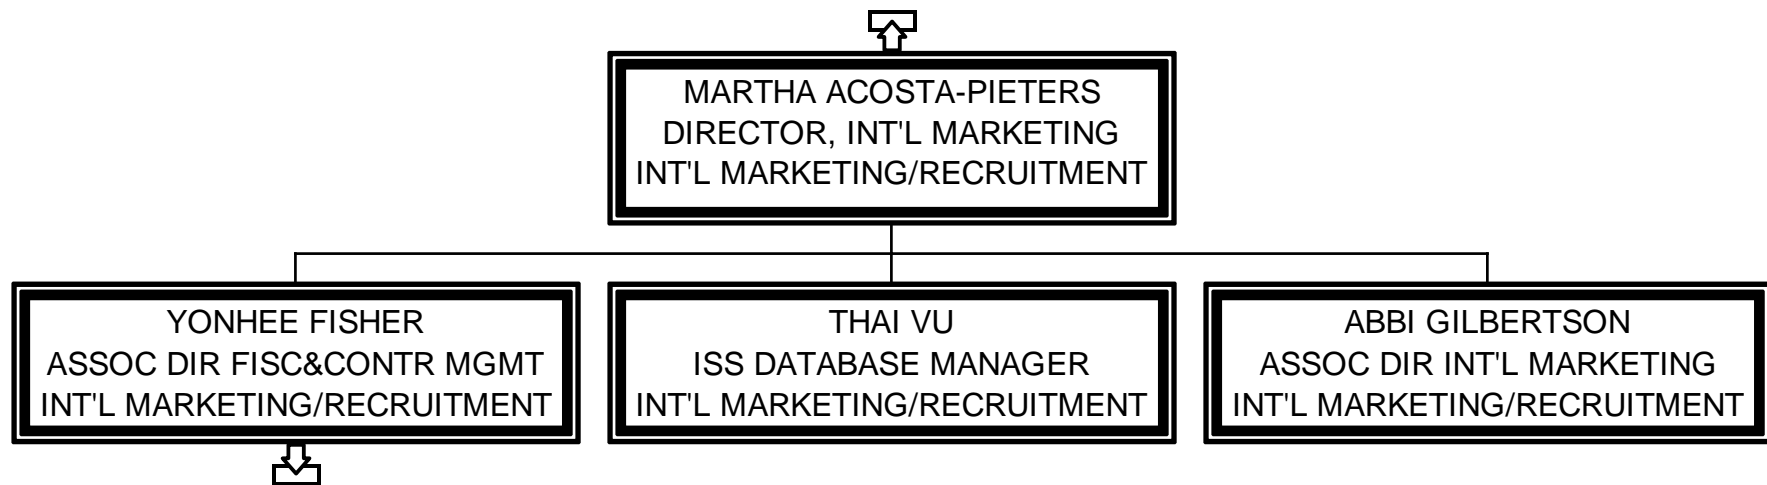 MARTHA ACOSTA-PIETERS
DIRECTOR, INT'L MARKETING
INT'L MARKETING/RECRUITMENT
YONHEE FISHER
ASSOC DIR FISC&CONTR MGMT
INT'L MARKETING/RECRUITMENT
THAI VU
ISS DATABASE MANAGER
INT'L MARKETING/RECRUITMENT
ABBI GILBERTSON
ASSOC DIR INT'L MARKETING
INT'L MARKETING/RECRUITMENT